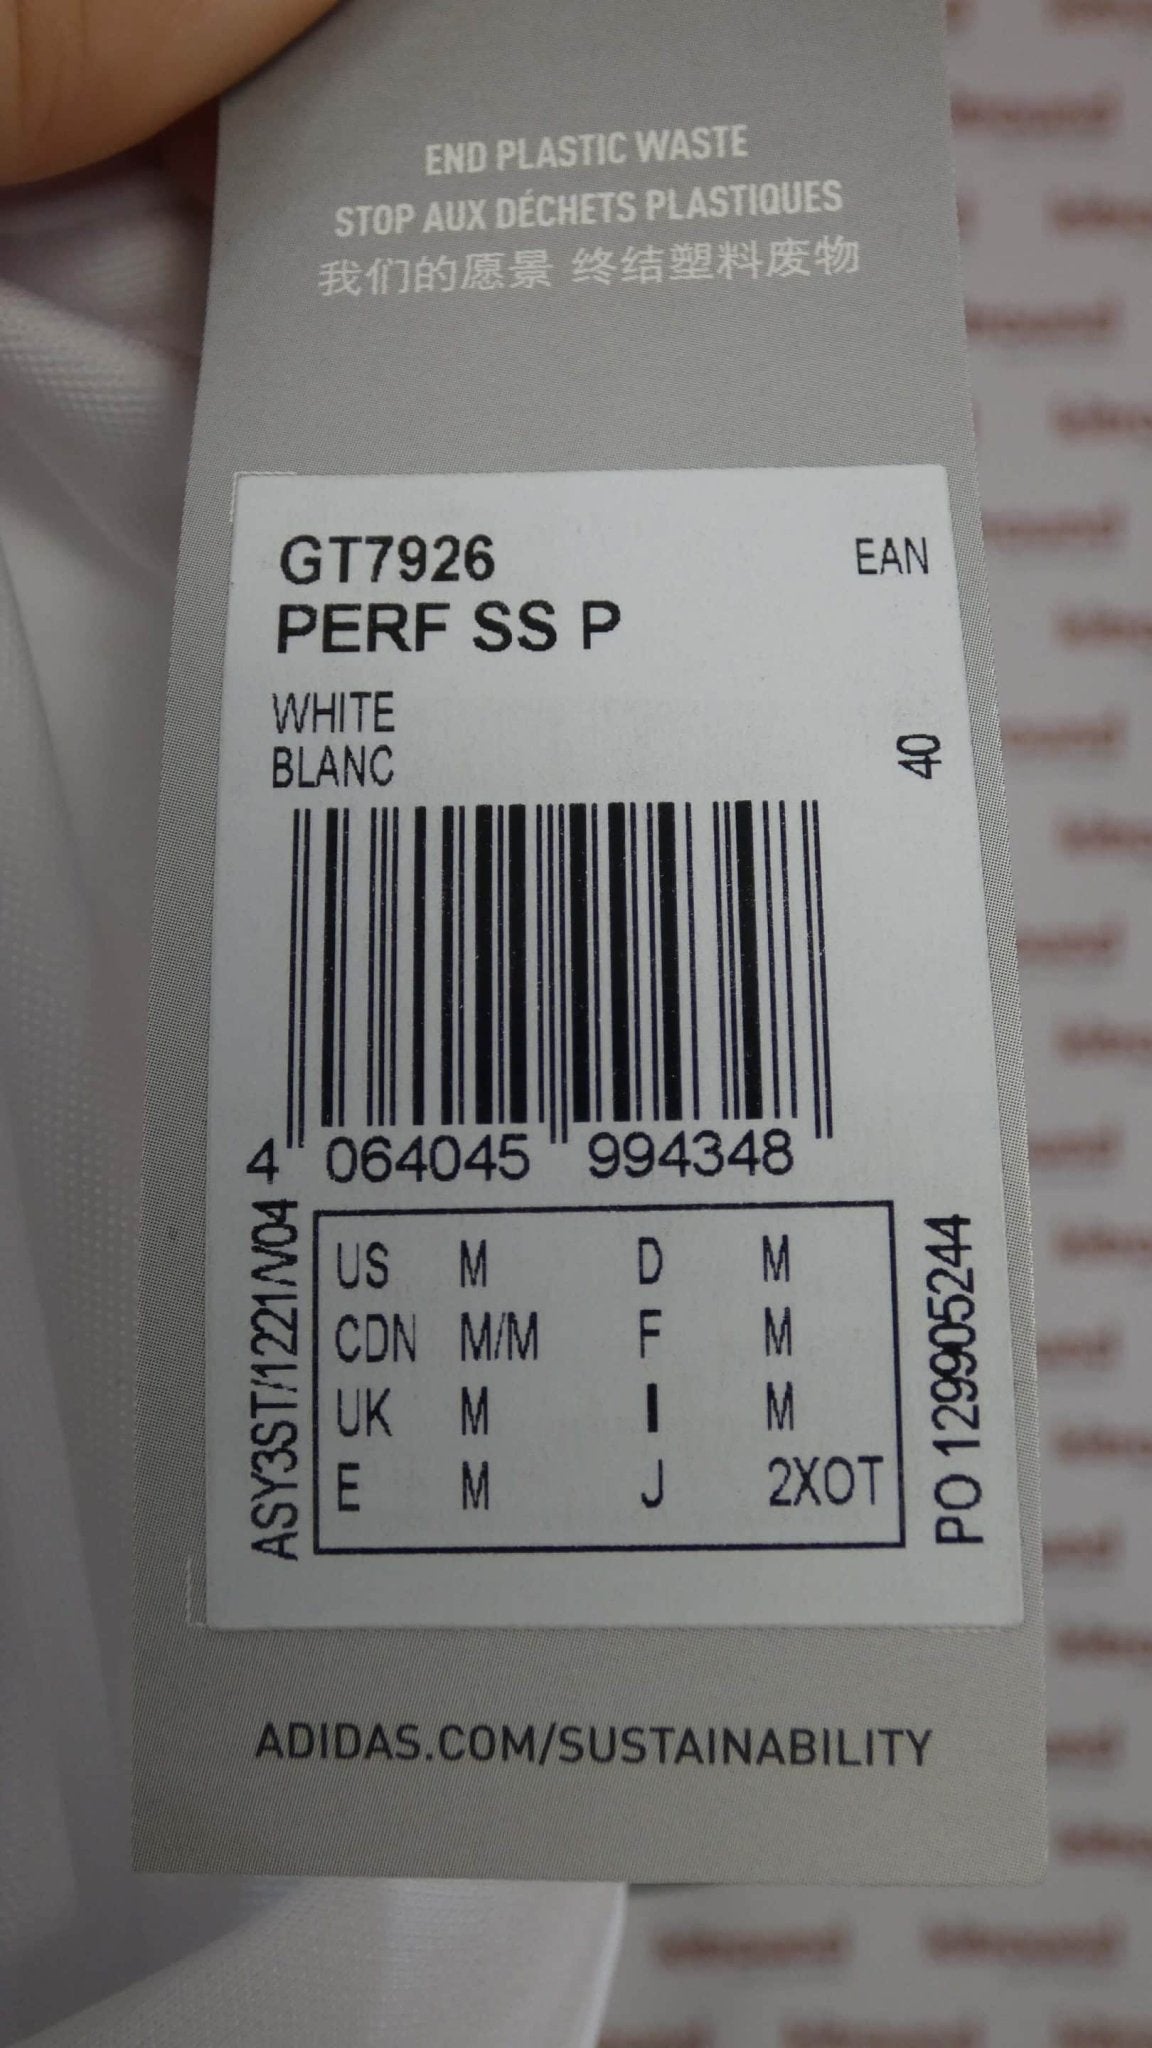 END PLASTIC WASTE
STOP AUX DÉCHETS PLASTIQUES
我们的愿景 终结塑料废物
GT7926
EAN
PERF SS P
WHITE
BLANC
40
4 064045 994348
ASY3ST/1221/V04
US M D M
CDN M/M F M
UK M I M
E M J 2XOT
PO 129905244
ADIDAS.COM/SUSTAINABILITY